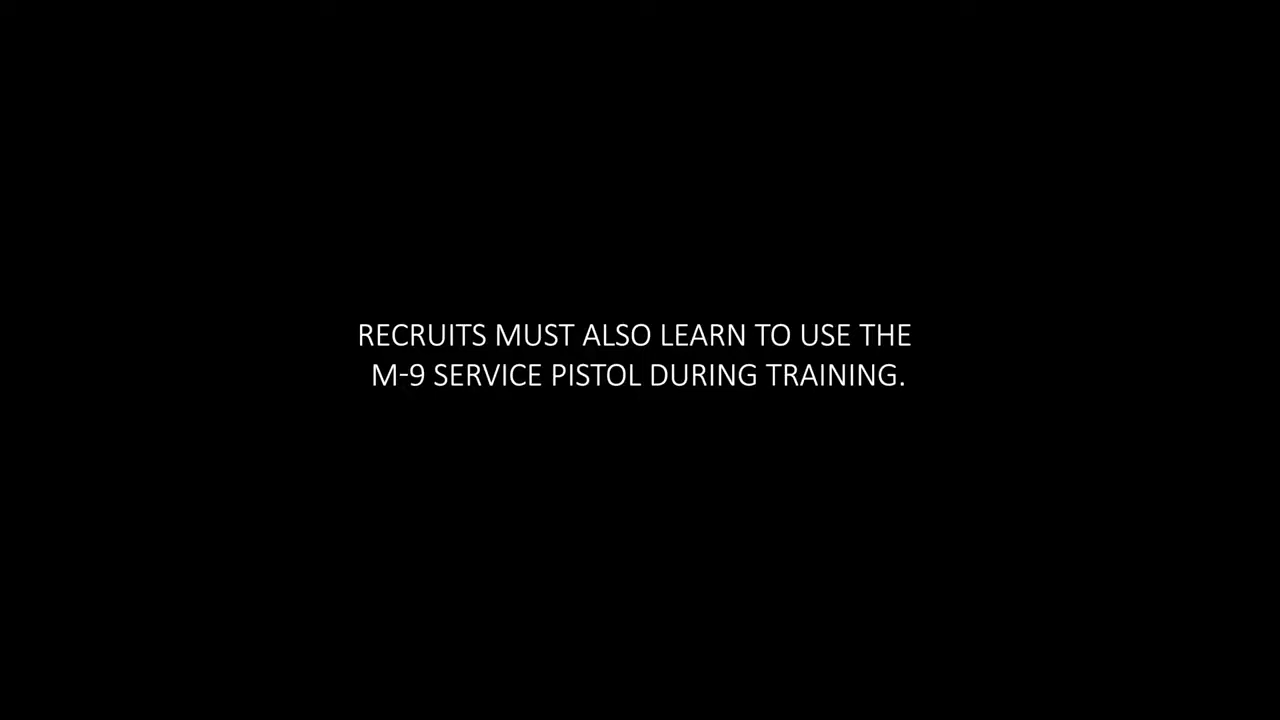 RECRUITS MUST ALSO LEARN TO USE THE
M-9 SERVICE PISTOL DURING TRAINING.